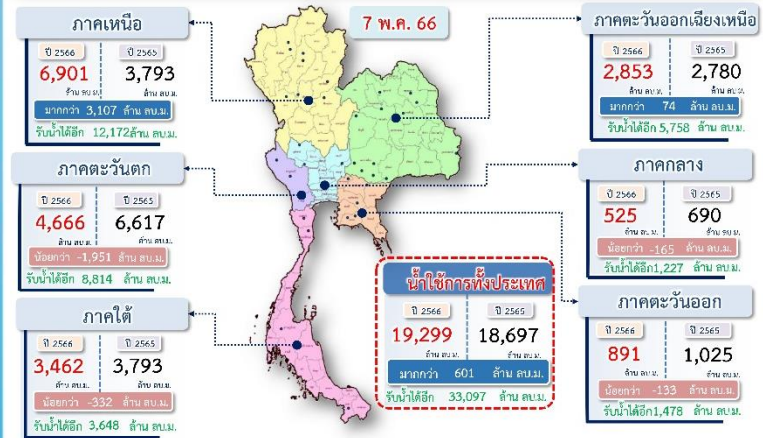 7 พ.ค. 66
ภาคเหนือ
ปี 2566 ปี 2565
6,901 3,793
ล้าน ลบ.ม. ล้าน ลบ.ม.
มากกว่า 3,107 ล้าน ลบ.ม.
รับน้ำได้อีก 12,172ล้าน ลบ.ม.
ภาคตะวันตก
ปี 2566 ปี 2565
4,666 6,617
ล้าน ลบ.ม. ล้าน ลบ.ม.
น้อยกว่า -1,951 ล้าน ลบ.ม.
รับน้ำได้อีก 8,814 ล้าน ลบ.ม.
ภาคใต้
ปี 2566 ปี 2565
3,462 3,793
ล้าน ลบ.ม. ล้าน ลบ.ม.
น้อยกว่า -332 ล้าน ลบ.ม.
รับน้ำได้อีก 3,648 ล้าน ลบ.ม.
น้ำใช้การทั้งประเทศ
ปี 2566 ปี 2565
19,299 18,697
ล้าน ลบ.ม. ล้าน ลบ.ม.
มากกว่า 601 ล้าน ลบ.ม.
รับน้ำได้อีก 33,097 ล้าน ลบ.ม.
ภาคตะวันออกเฉียงเหนือ
ปี 2566 ปี 2565
2,853 2,780
ล้าน ลบ.ม. ล้าน ลบ.ม.
มากกว่า 74 ล้าน ลบ.ม.
รับน้ำได้อีก 5,758 ล้าน ลบ.ม.
ภาคกลาง
ปี 2566 ปี 2565
525 690
ล้าน ลบ.ม. ล้าน ลบ.ม.
น้อยกว่า -165 ล้าน ลบ.ม.
รับน้ำได้อีก1,227 ล้าน ลบ.ม.
ภาคตะวันออก
ปี 2566 ปี 2565
891 1,025
ล้าน ลบ.ม. ล้าน ลบ.ม.
น้อยกว่า -133 ล้าน ลบ.ม.
รับน้ำได้อีก1,478 ล้าน ลบ.ม.